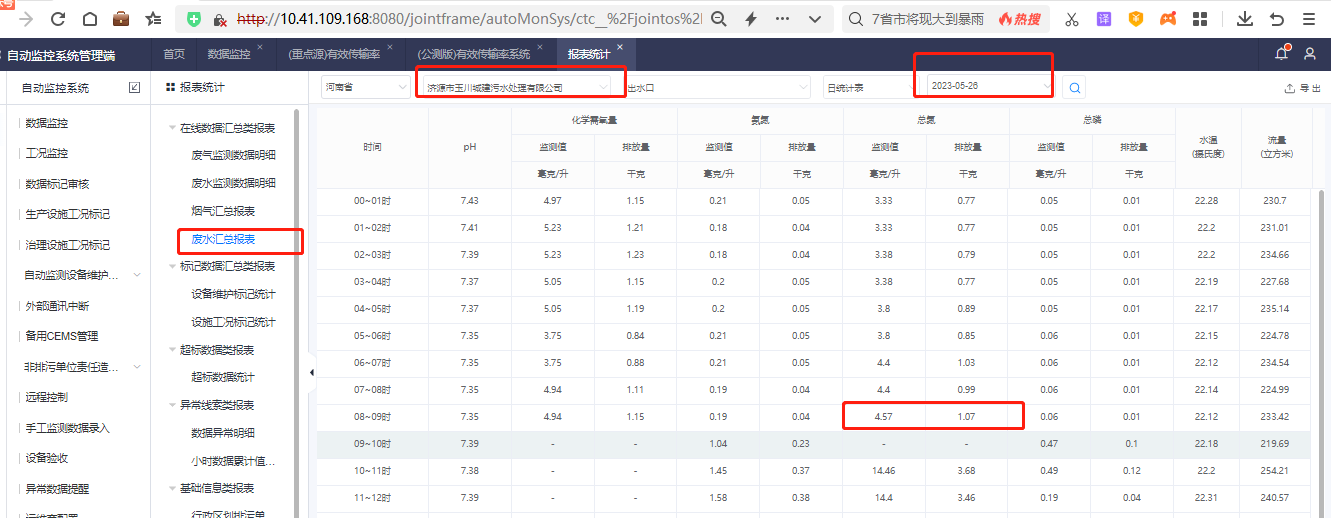 http://10.41.109.168:8080/jointframe/autoMonSys/ctc__%2Fjointos%2 7省市将现大到暴雨 热搜 译
自动监控系统管理端 首页 数据监控 × (重点源)有效传输率 × (公测版)有效传输率系统 × 报表统计 ×
自动监控系统 报表统计 河南省 济源市玉川城建污水处理有限公司 出水口 日统计表 2023-05-26 导出
数据监控
工况监控
数据标记审核
生产设施工况标记
治理设施工况标记
自动监测设备维护...
外部通讯中断
备用CEMS管理
非排污单位责任造...
远程控制
手工监测数据录入
设备验收
异常数据提醒
运维商配置
在线数据汇总类报表
废气监测数据明细
废水监测数据明细
烟气汇总报表
废水汇总报表
标记数据汇总类报表
设备维护标记统计
设施工况标记统计
超标数据类报表
超标数据统计
异常线索类报表
数据异常明细
小时数据累计值...
基础信息类报表
行政区划排污单
时间 pH 化学需氧量 氨氮 总氮 总磷 水温 (摄氏度) 流量 (立方米)
监测值 排放量 监测值 排放量 监测值 排放量 监测值 排放量
毫克/升 千克 毫克/升 千克 毫克/升 千克 毫克/升 千克
00~01时 7.43 4.97 1.15 0.21 0.05 3.33 0.77 0.05 0.01 22.28 230.7
01~02时 7.41 5.23 1.21 0.18 0.04 3.33 0.77 0.05 0.01 22.2 231.01
02~03时 7.39 5.23 1.23 0.18 0.04 3.38 0.79 0.05 0.01 22.2 234.66
03~04时 7.37 5.05 1.15 0.2 0.05 3.38 0.77 0.05 0.01 22.19 227.68
04~05时 7.37 5.05 1.19 0.2 0.05 3.8 0.89 0.05 0.01 22.17 235.14
05~06时 7.35 3.75 0.84 0.21 0.05 3.8 0.85 0.06 0.01 22.15 224.78
06~07时 7.35 3.75 0.88 0.21 0.05 4.4 1.03 0.06 0.01 22.12 234.54
07~08时 7.35 4.94 1.11 0.19 0.04 4.4 0.99 0.06 0.01 22.14 224.99
08~09时 7.35 4.94 1.15 0.19 0.04 4.57 1.07 0.06 0.01 22.12 233.42
09~10时 7.39 - - 1.04 0.23 - - 0.47 0.1 22.18 219.69
10~11时 7.38 - - 1.45 0.37 14.46 3.68 0.49 0.12 22.2 254.21
11~12时 7.39 - - 1.58 0.38 14.4 3.46 0.19 0.04 22.31 240.57